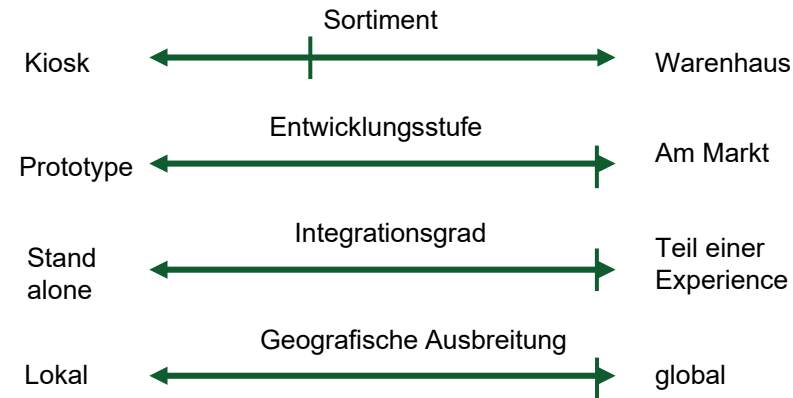 Sortiment
Kiosk
Warenhaus
Entwicklungsstufe
Prototype
Am Markt
Integrationsgrad
Stand
alone
Teil einer
Experience
Geografische Ausbreitung
Lokal
global